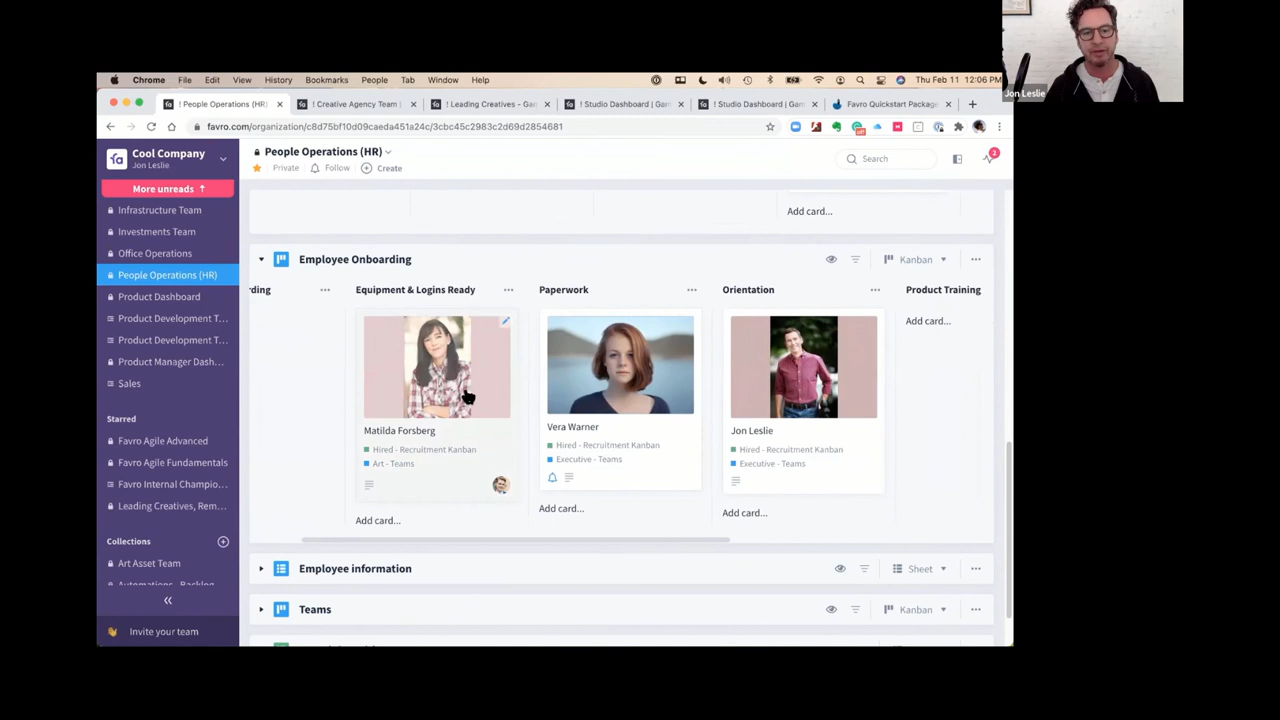 Jon Leslie
Chrome File Edit View History Bookmarks People Tab Window Help Thu Feb 11 12:06 PM
! People Operations (HR) ! Creative Agency Team | ! Leading Creatives - Ga ! Studio Dashboard | Gam ! Studio Dashboard | Gam Favro Quickstart Package
favro.com/organization/c8d75bf10d09caeda451a24c/3cbc45c2983c2d69d2854681
Cool Company
Jon Leslie
More unreads ↑
Infrastructure Team
Investments Team
Office Operations
People Operations (HR)
Product Dashboard
Product Development T...
Product Development T...
Product Manager Dash...
Sales
Starred
Favro Agile Advanced
Favro Agile Fundamentals
Favro Internal Champio...
Leading Creatives, Rem...
Collections
Art Asset Team
Automations - Backlog
Invite your team
People Operations (HR)
Private Follow Create
Search
2
Add card...
Employee Onboarding Kanban
ding Equipment & Logins Ready Paperwork Orientation Product Training
Add card...
Matilda Forsberg
Hired - Recruitment Kanban
Art - Teams
Add card...
Vera Warner
Hired - Recruitment Kanban
Executive - Teams
Add card...
Jon Leslie
Hired - Recruitment Kanban
Executive - Teams
Add card...
Employee information Sheet
Teams Kanban